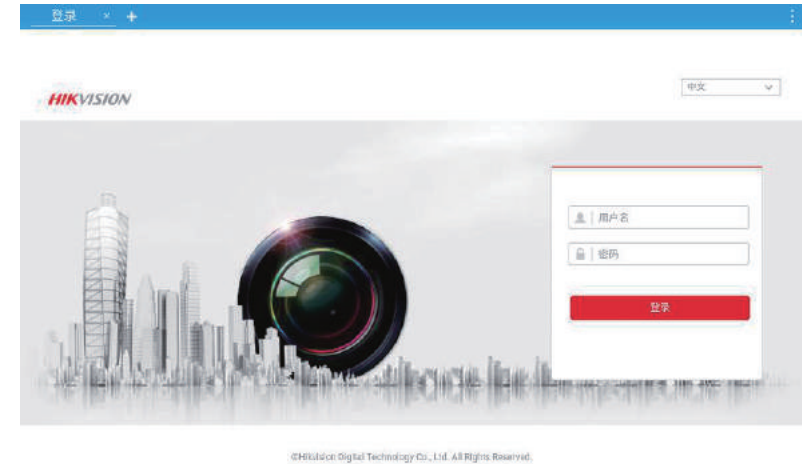 登录 × +
中文
HIKVISION
用户名
密码
登录
©Hikvision Digital Technology Co., Ltd. All Rights Reserved.